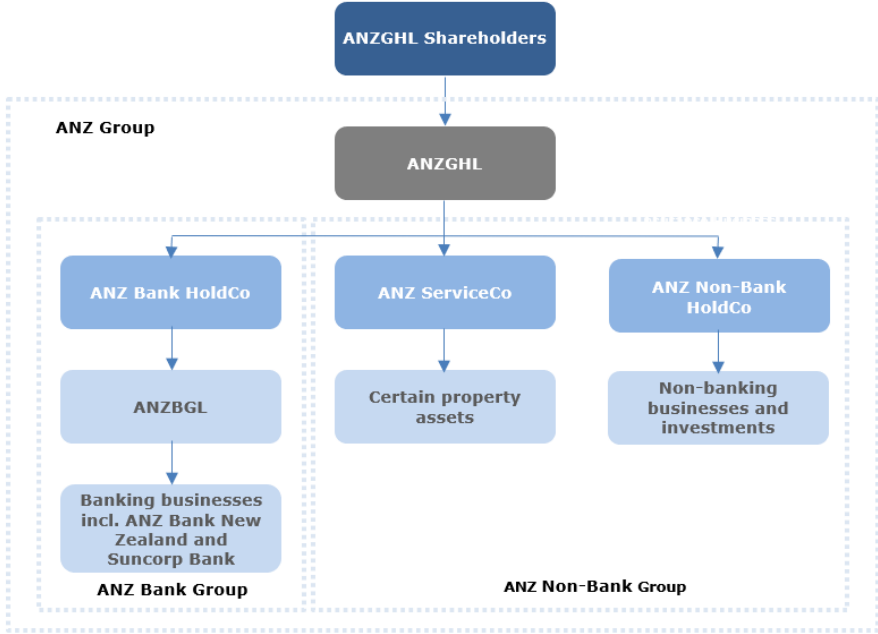 ANZGHL Shareholders
ANZ Group
ANZGHL
ANZ Bank HoldCo
ANZ ServiceCo
ANZ Non-Bank
HoldCo
ANZBGL
Certain property
assets
Non-banking
businesses and
investments
Banking businesses
incl. ANZ Bank New
Zealand and
Suncorp Bank
ANZ Bank Group
ANZ Non-Bank Group